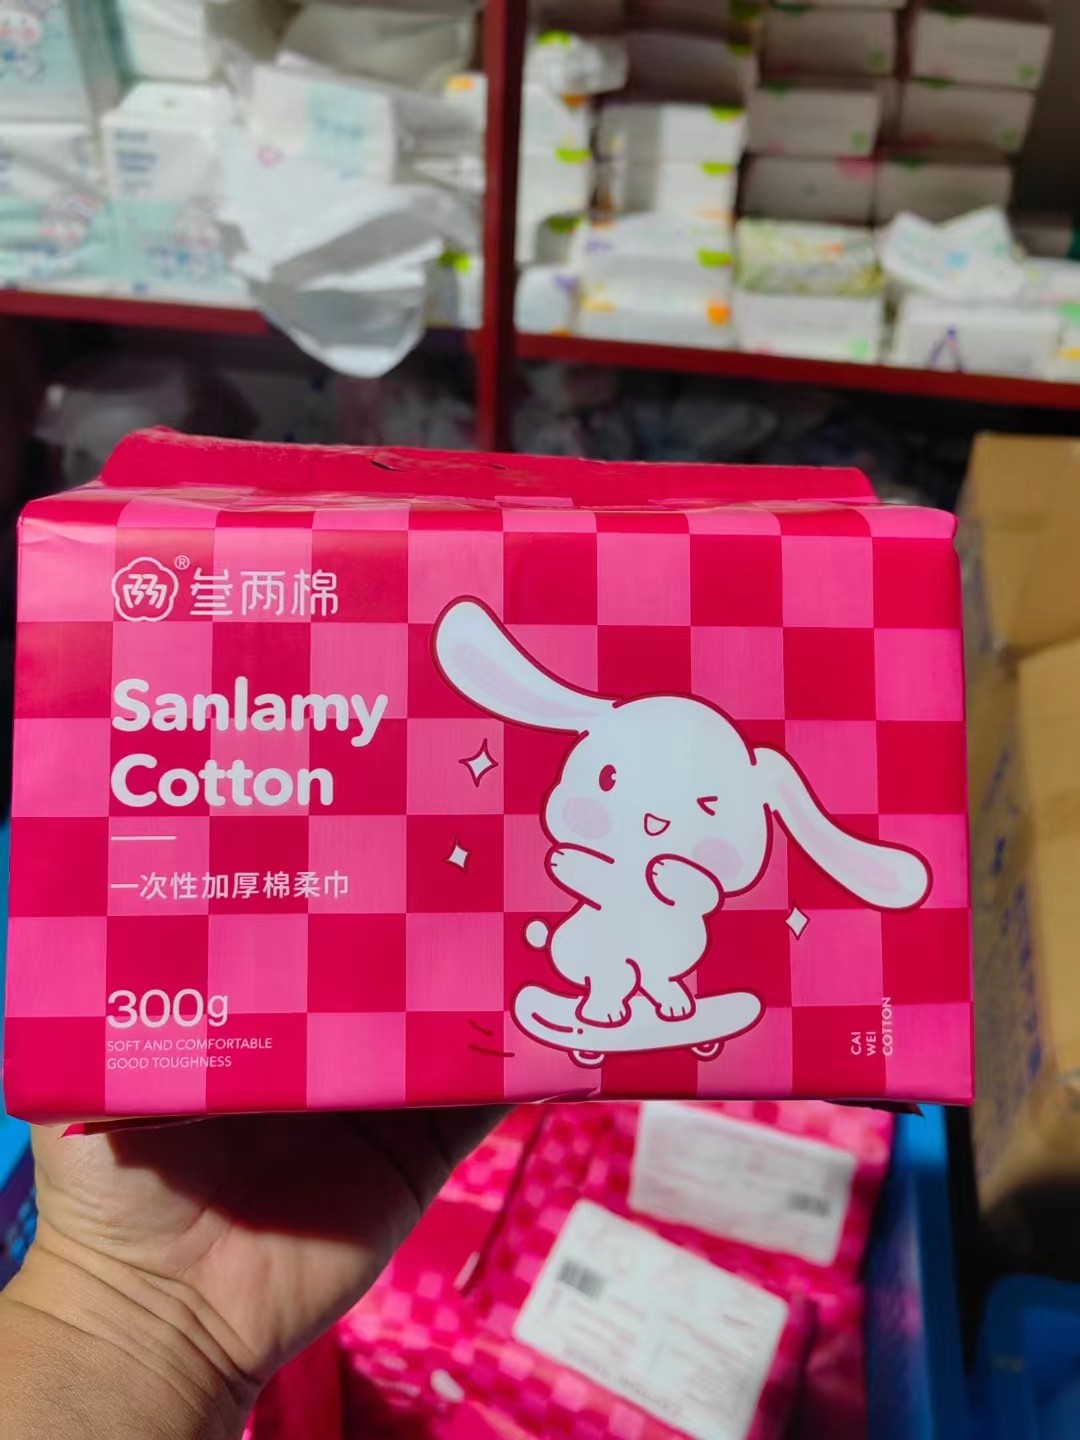 ®
叁两棉
Sanlamy
Cotton
一次性加厚棉柔巾
300g
SOFT AND COMFORTABLE
GOOD TOUGHNESS
CAI
WEI
COTTON